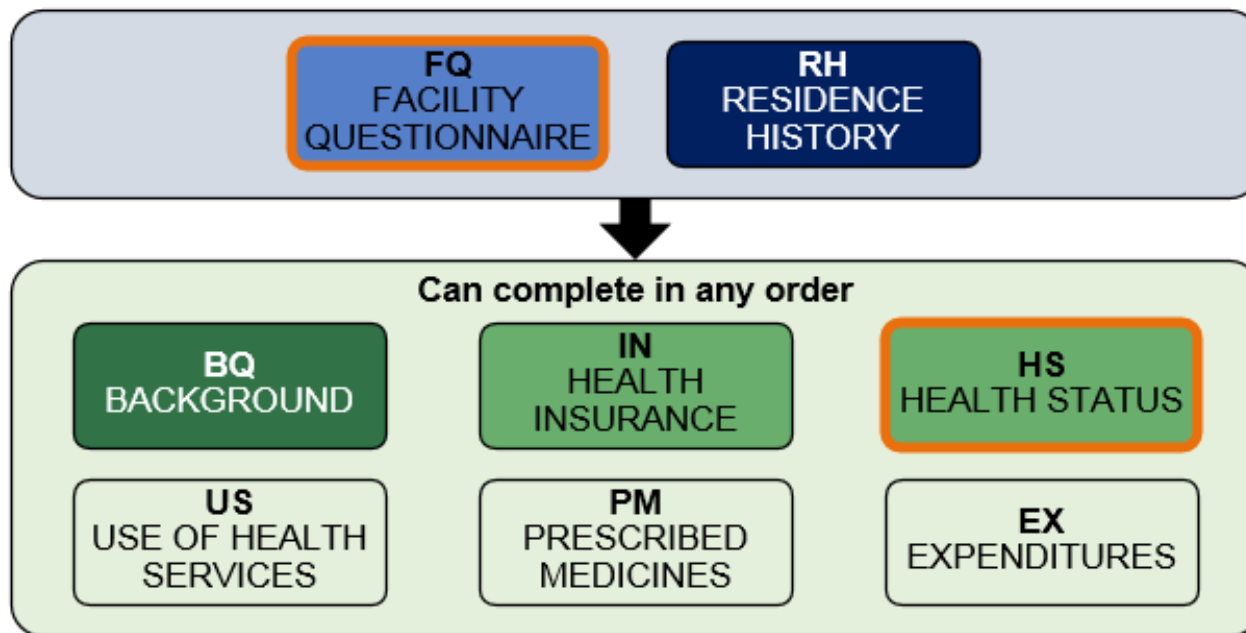 FQ
FACILITY
QUESTIONNAIRE
RH
RESIDENCE
HISTORY
Can complete in any order
BQ
BACKGROUND
IN
HEALTH
INSURANCE
HS
HEALTH STATUS
US
USE OF HEALTH
SERVICES
PM
PRESCRIBED
MEDICINES
EX
EXPENDITURES